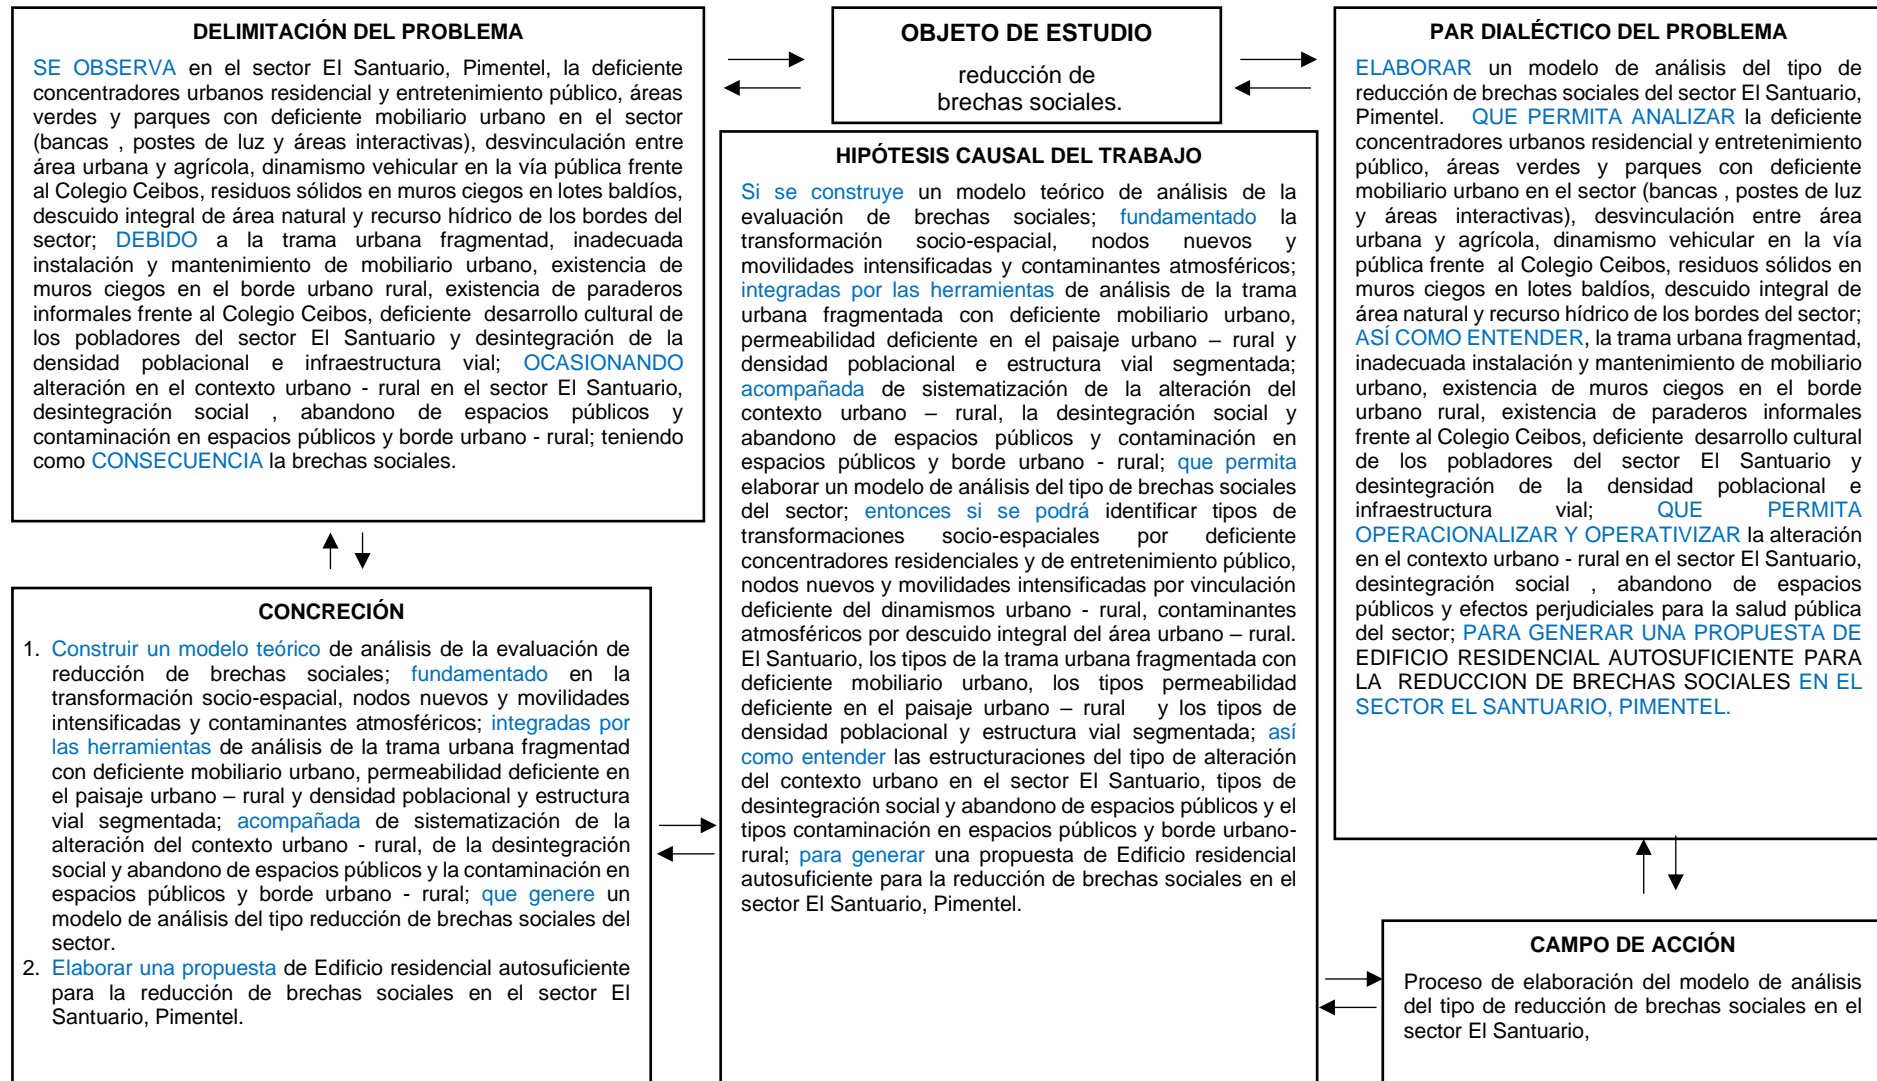 DELIMITACIÓN DEL PROBLEMA
SE OBSERVA en el sector El Santuario, Pimentel, la deficiente
concentradores urbanos residencial y entretenimiento público, áreas
verdes y parques con deficiente mobiliario urbano en el sector
(bancas , postes de luz y áreas interactivas), desvinculación entre
área urbana y agrícola, dinamismo vehicular en la vía pública frente
al Colegio Ceibos, residuos sólidos en muros ciegos en lotes baldíos,
descuido integral de área natural y recurso hídrico de los bordes del
sector; DEBIDO a la trama urbana fragmentad, inadecuada
instalación y mantenimiento de mobiliario urbano, existencia de
muros ciegos en el borde urbano rural, existencia de paraderos
informales frente al Colegio Ceibos, deficiente desarrollo cultural de
los pobladores del sector El Santuario y desintegración de la
densidad poblacional e infraestructura vial; OCASIONANDO
alteración en el contexto urbano - rural en el sector El Santuario,
desintegración social , abandono de espacios públicos y
contaminación en espacios públicos y borde urbano - rural; teniendo
como CONSECUENCIA la brechas sociales.
OBJETO DE ESTUDIO
reducción de
brechas sociales.
PAR DIALÉCTICO DEL PROBLEMA
ELABORAR un modelo de análisis del tipo de
reducción de brechas sociales del sector El Santuario,
Pimentel. QUE PERMITA ANALIZAR la deficiente
concentradores urbanos residencial y entretenimiento
público, áreas verdes y parques con deficiente
mobiliario urbano en el sector (bancas , postes de luz
y áreas interactivas), desvinculación entre área
urbana y agrícola, dinamismo vehicular en la vía
pública frente al Colegio Ceibos, residuos sólidos en
muros ciegos en lotes baldíos, descuido integral de
área natural y recurso hídrico de los bordes del sector;
ASÍ COMO ENTENDER, la trama urbana fragmentad,
inadecuada instalación y mantenimiento de mobiliario
urbano, existencia de muros ciegos en el borde
urbano rural, existencia de paraderos informales
frente al Colegio Ceibos, deficiente desarrollo cultural
de los pobladores del sector El Santuario y
desintegración de la densidad poblacional e
infraestructura vial; QUE PERMITA
OPERACIONALIZAR Y OPERATIVIZAR la alteración
en el contexto urbano - rural en el sector El Santuario,
desintegración social , abandono de espacios
públicos y efectos perjudiciales para la salud pública
del sector; PARA GENERAR UNA PROPUESTA DE
EDIFICIO RESIDENCIAL AUTOSUFICIENTE PARA
LA REDUCCION DE BRECHAS SOCIALES EN EL
SECTOR EL SANTUARIO, PIMENTEL.
HIPÓTESIS CAUSAL DEL TRABAJO
Si se construye un modelo teórico de análisis de la
evaluación de brechas sociales; fundamentado la
transformación socio-espacial, nodos nuevos y
movilidades intensificadas y contaminantes atmosféricos;
integradas por las herramientas de análisis de la trama
urbana fragmentada con deficiente mobiliario urbano,
permeabilidad deficiente en el paisaje urbano – rural y
densidad poblacional e estructura vial segmentada;
acompañada de sistematización de la alteración del
contexto urbano – rural, la desintegración social y
abandono de espacios públicos y contaminación en
espacios públicos y borde urbano - rural; que permita
elaborar un modelo de análisis del tipo de brechas sociales
del sector; entonces si se podrá identificar tipos de
transformaciones socio-espaciales por deficiente
concentradores residenciales y de entretenimiento público,
nodos nuevos y movilidades intensificadas por vinculación
deficiente del dinamismos urbano - rural, contaminantes
atmosféricos por descuido integral del área urbano – rural.
El Santuario, los tipos de la trama urbana fragmentada con
deficiente mobiliario urbano, los tipos permeabilidad
deficiente en el paisaje urbano – rural y los tipos de
densidad poblacional y estructura vial segmentada; así
como entender las estructuraciones del tipo de alteración
del contexto urbano en el sector El Santuario, tipos de
desintegración social y abandono de espacios públicos y el
tipos contaminación en espacios públicos y borde urbano-
rural; para generar una propuesta de Edificio residencial
autosuficiente para la reducción de brechas sociales en el
sector El Santuario, Pimentel.
CONCRECIÓN
1. Construir un modelo teórico de análisis de la evaluación de
reducción de brechas sociales; fundamentado en la
transformación socio-espacial, nodos nuevos y movilidades
intensificadas y contaminantes atmosféricos; integradas por
las herramientas de análisis de la trama urbana fragmentad
con deficiente mobiliario urbano, permeabilidad deficiente en
el paisaje urbano – rural y densidad poblacional y estructura
vial segmentada; acompañada de sistematización de la
alteración del contexto urbano - rural, de la desintegración
social y abandono de espacios públicos y la contaminación en
espacios públicos y borde urbano - rural; que genere un
modelo de análisis del tipo reducción de brechas sociales del
sector.
2. Elaborar una propuesta de Edificio residencial autosuficiente
para la reducción de brechas sociales en el sector El
Santuario, Pimentel.
CAMPO DE ACCIÓN
Proceso de elaboración del modelo de análisis
del tipo de reducción de brechas sociales en el
sector El Santuario,